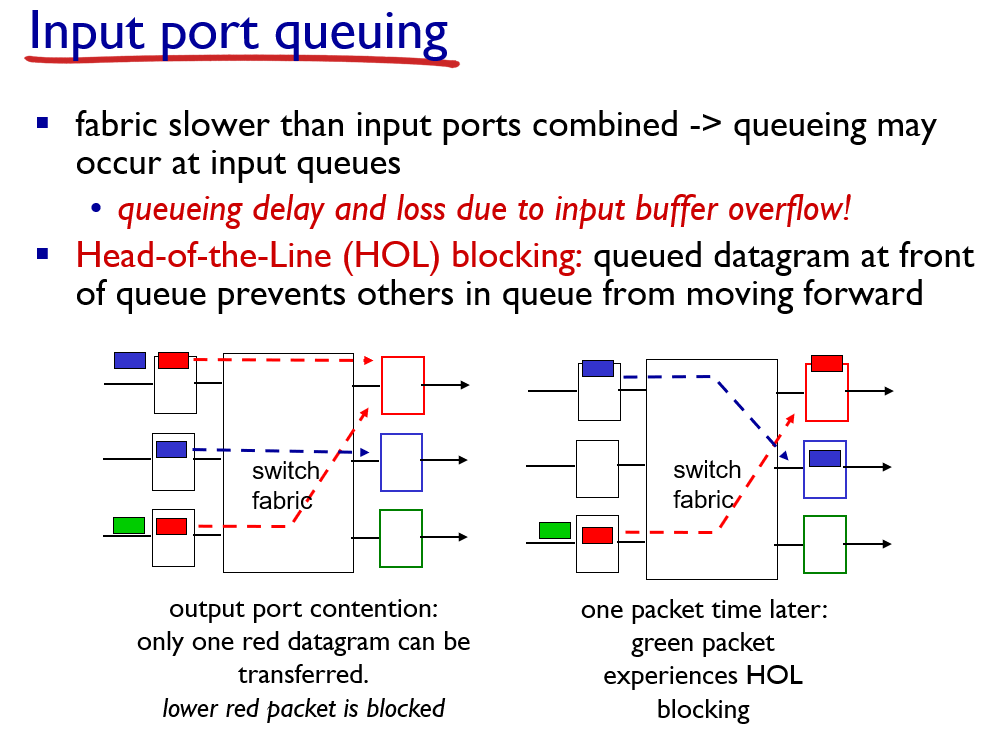 Input port queuing
fabric slower than input ports combined -> queueing may
occur at input queues
queueing delay and loss due to input buffer overflow!
Head-of-the-Line (HOL) blocking: queued datagram at front
of queue prevents others in queue from moving forward
switch
fabric
output port contention:
only one red datagram can be
transferred.
lower red packet is blocked
switch
fabric
one packet time later:
green packet
experiences HOL
blocking